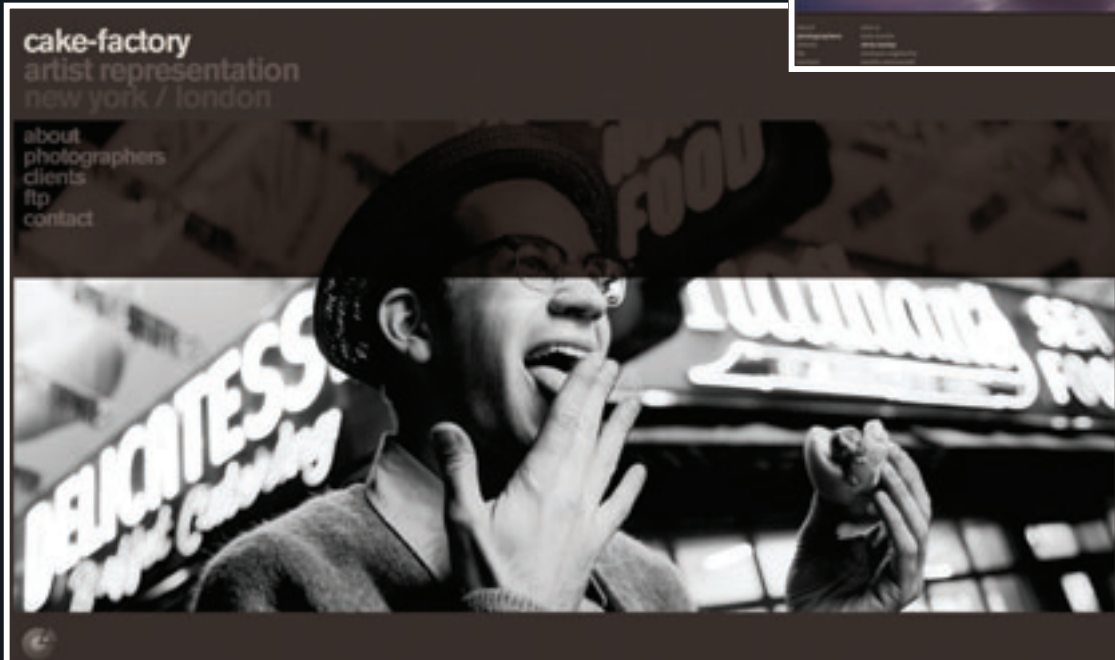 cake-factory
artist representation
new york / london
about
photographers
clients
ftp
contact
FOOD
DELICATESS
SEA
FOO